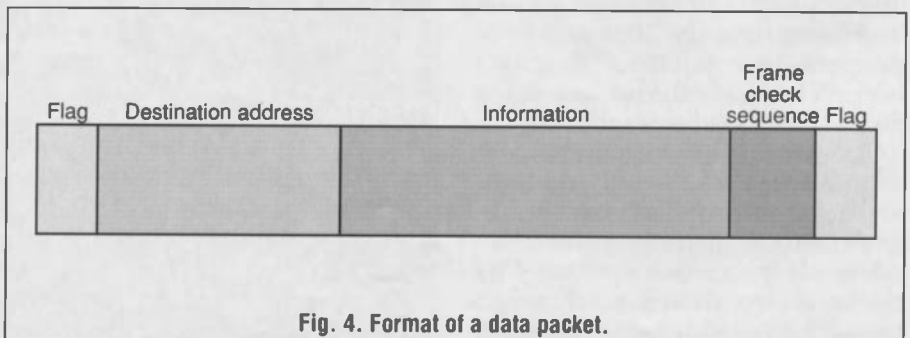 Frame
check
Flag Destination address Information sequence Flag
Fig. 4. Format of a data packet.